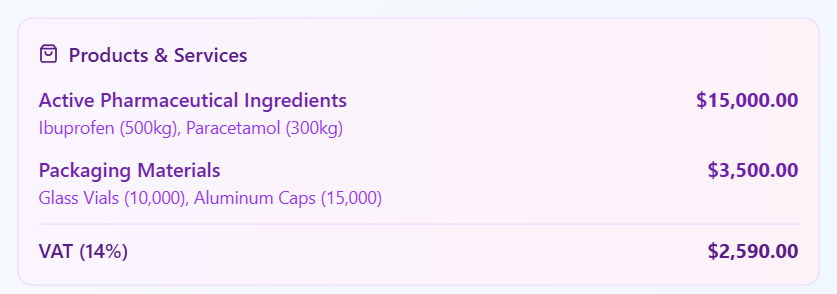 Products & Services
Active Pharmaceutical Ingredients $15,000.00
Ibuprofen (500kg), Paracetamol (300kg)
Packaging Materials $3,500.00
Glass Vials (10,000), Aluminum Caps (15,000)
VAT (14%) $2,590.00